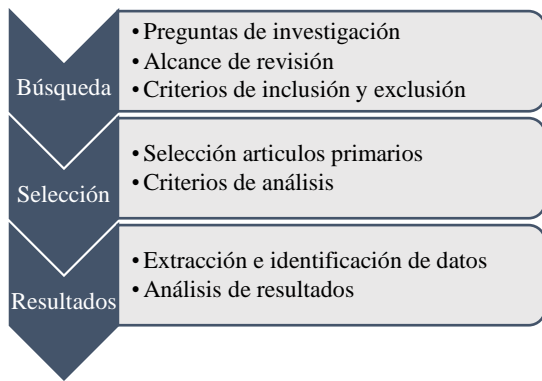 Búsqueda
• Preguntas de investigación
• Alcance de revisión
• Criterios de inclusión y exclusión
Selección
• Selección articulos primarios
• Criterios de análisis
Resultados
• Extracción e identificación de datos
• Análisis de resultados